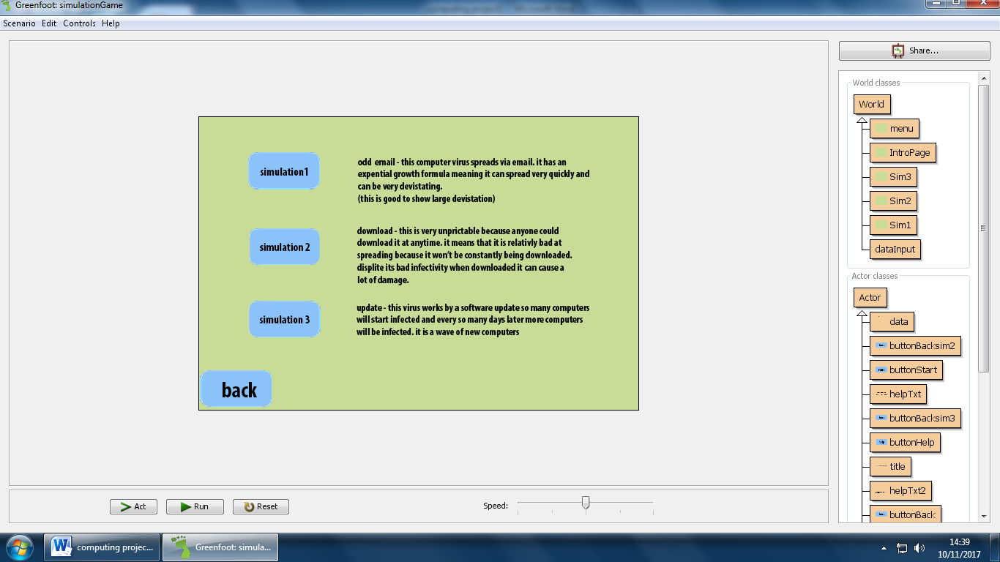 Greenfoot: simulationGame
Scenario Edit Controls Help
Share...
World classes
World
menu
IntroPage
Sim3
Sim2
Sim1
dataInput
Actor classes
Actor
data
buttonBacksim2
buttonStart
helpTxt
buttonBacksim3
buttonHelp
title
helpTxt2
buttonBack
simulation1
odd email - this computer virus spreads via email. it has an
expential growth formula meaning it can spread very quickly and
can be very devistating.
(this is good to show large devistation)
simulation 2
download - this is very unprictable because anyone could
download it at anytime. it means that it is relativly bad at
spreading because it won't be constantly being downloaded.
displite its bad infectivity when downloaded it can cause a
lot of damage.
simulation 3
update - this virus works by a software update so many computers
will start infected and every so many days later more computers
will be infected. it is a wave of new computers
back
Act Run Reset Speed:
computing projec... Greenfoot: simula...
14:39
10/11/2017